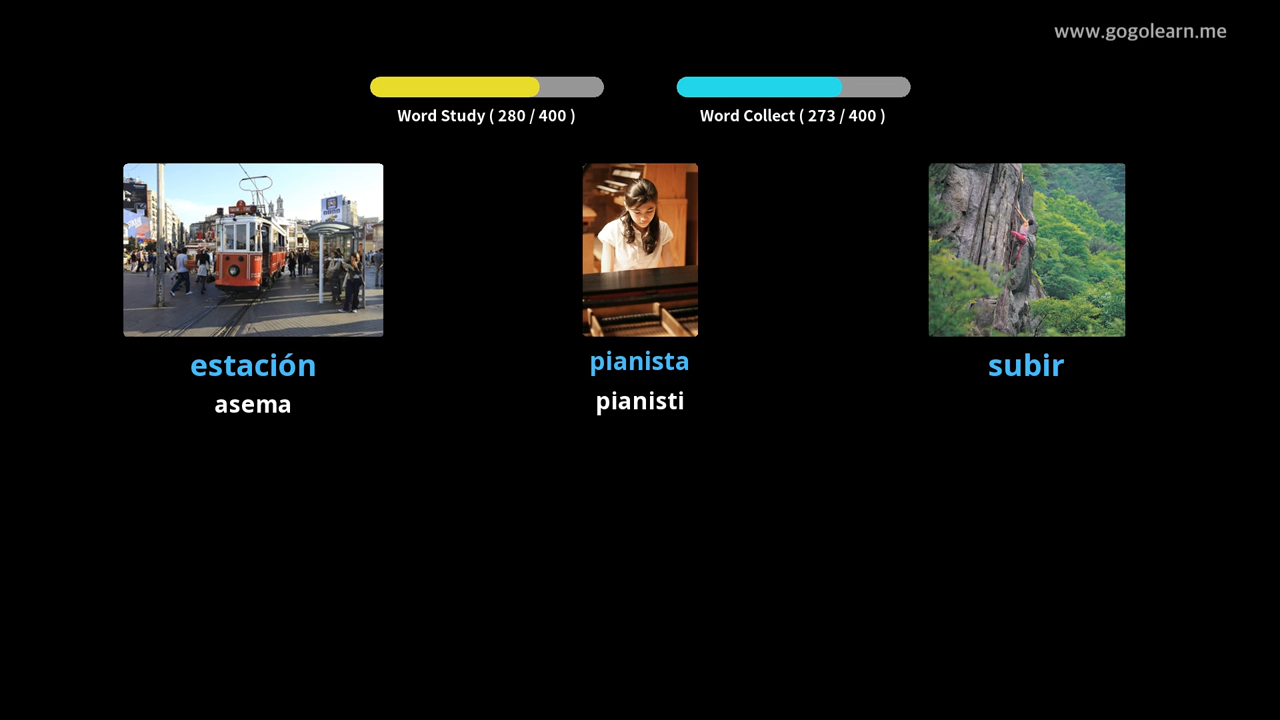 www.gogolearn.me
Word Study ( 280 / 400 )
Word Collect ( 273 / 400 )
estación
asema
pianista
pianisti
subir